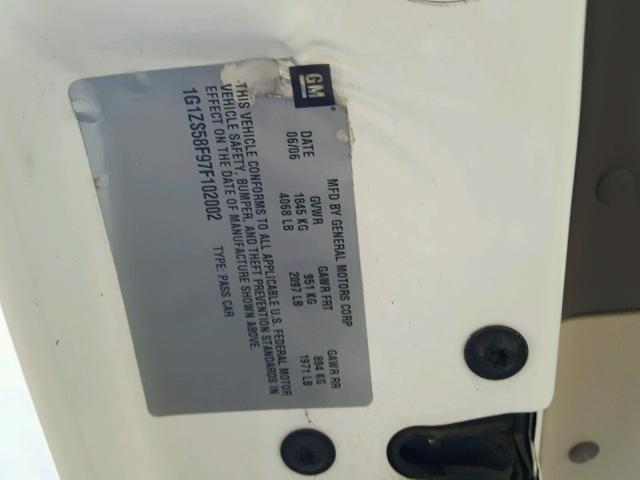 GM
MFD BY GENERAL MOTORS CORP
DATE GVWR GAWR FRT GAWR RR
06/06 1845 KG 951 KG 894 KG
4068 LB 2097 LB 1971 LB
THIS VEHICLE CONFORMS TO ALL APPLICABLE U.S. FEDERAL MOTOR
VEHICLE SAFETY, BUMPER, AND THEFT PREVENTION STANDARDS IN
EFFECT ON THE DATE OF MANUFACTURE SHOWN ABOVE.
1G1ZS58F97F102002 TYPE: PASS CAR